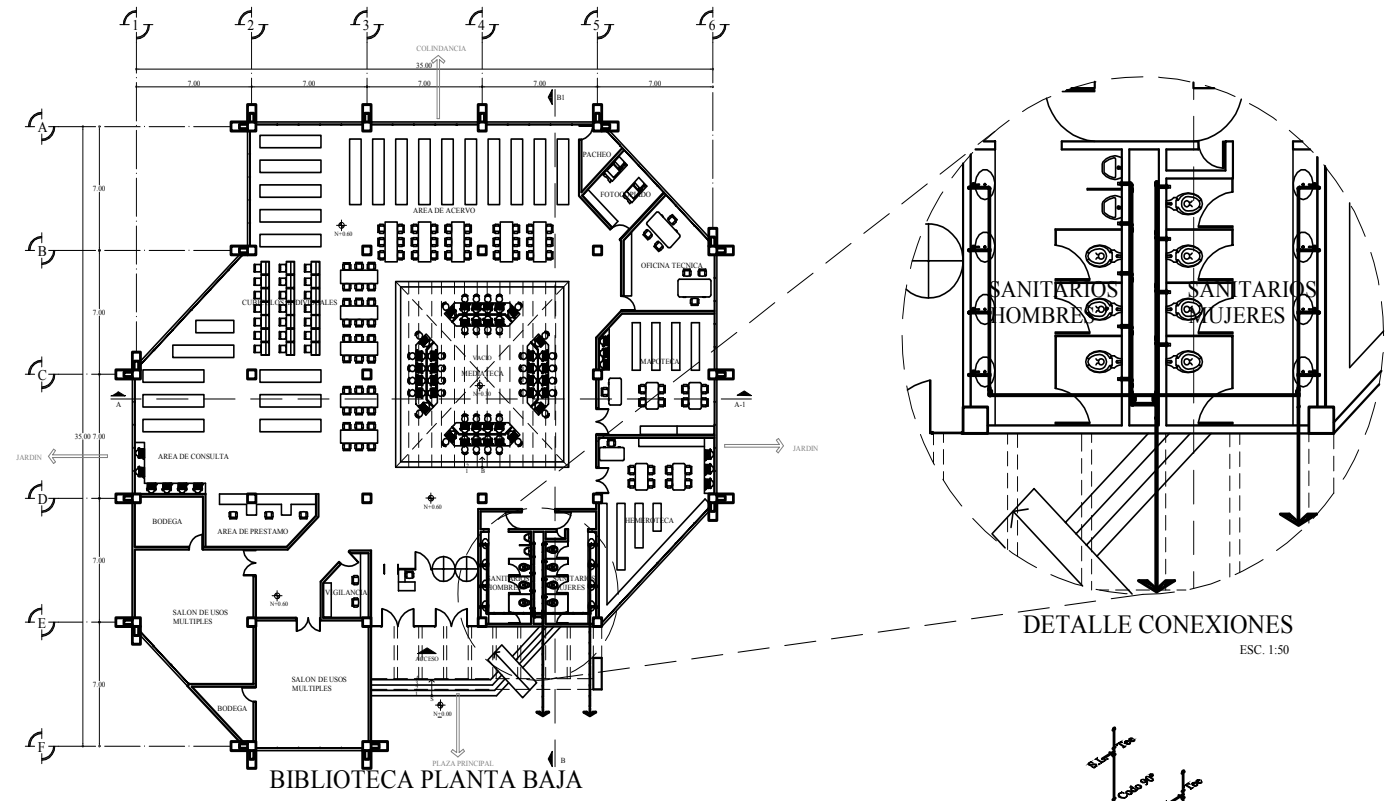 1 2 3 4 5 6
COLINDANCIA
35.00
7.00 7.00 7.00 7.00 7.00
B1
A
PACHEO
FOTOCOPIADO
7.00
AREA DE ACERVO
N+0.60
B
OFICINA TECNICA
CUBICULOS INDIVIDUALES
7.00
VACIO
MAPOTECA
MEDIATECA
C
A
A-1
35.00 7.00
JARDIN
AREA DE CONSULTA
JARDIN
D
N+0.60
BODEGA
AREA DE PRESTAMO
HEMEROTECA
7.00
SANITARIOS
HOMBRES
SANITARIOS
MUJERES
VIGILANCIA
N+0.60
SALON DE USOS
MULTIPLES
E
ACCESO
7.00
SALON DE USOS
MULTIPLES
BODEGA
N+0.00
F
PLAZA PRINCIPAL
B
BIBLIOTECA PLANTA BAJA
SANITARIOS
HOMBRES
SANITARIOS
MUJERES
DETALLE CONEXIONES
ESC. 1:50
Tee
Codo 90°
Tee